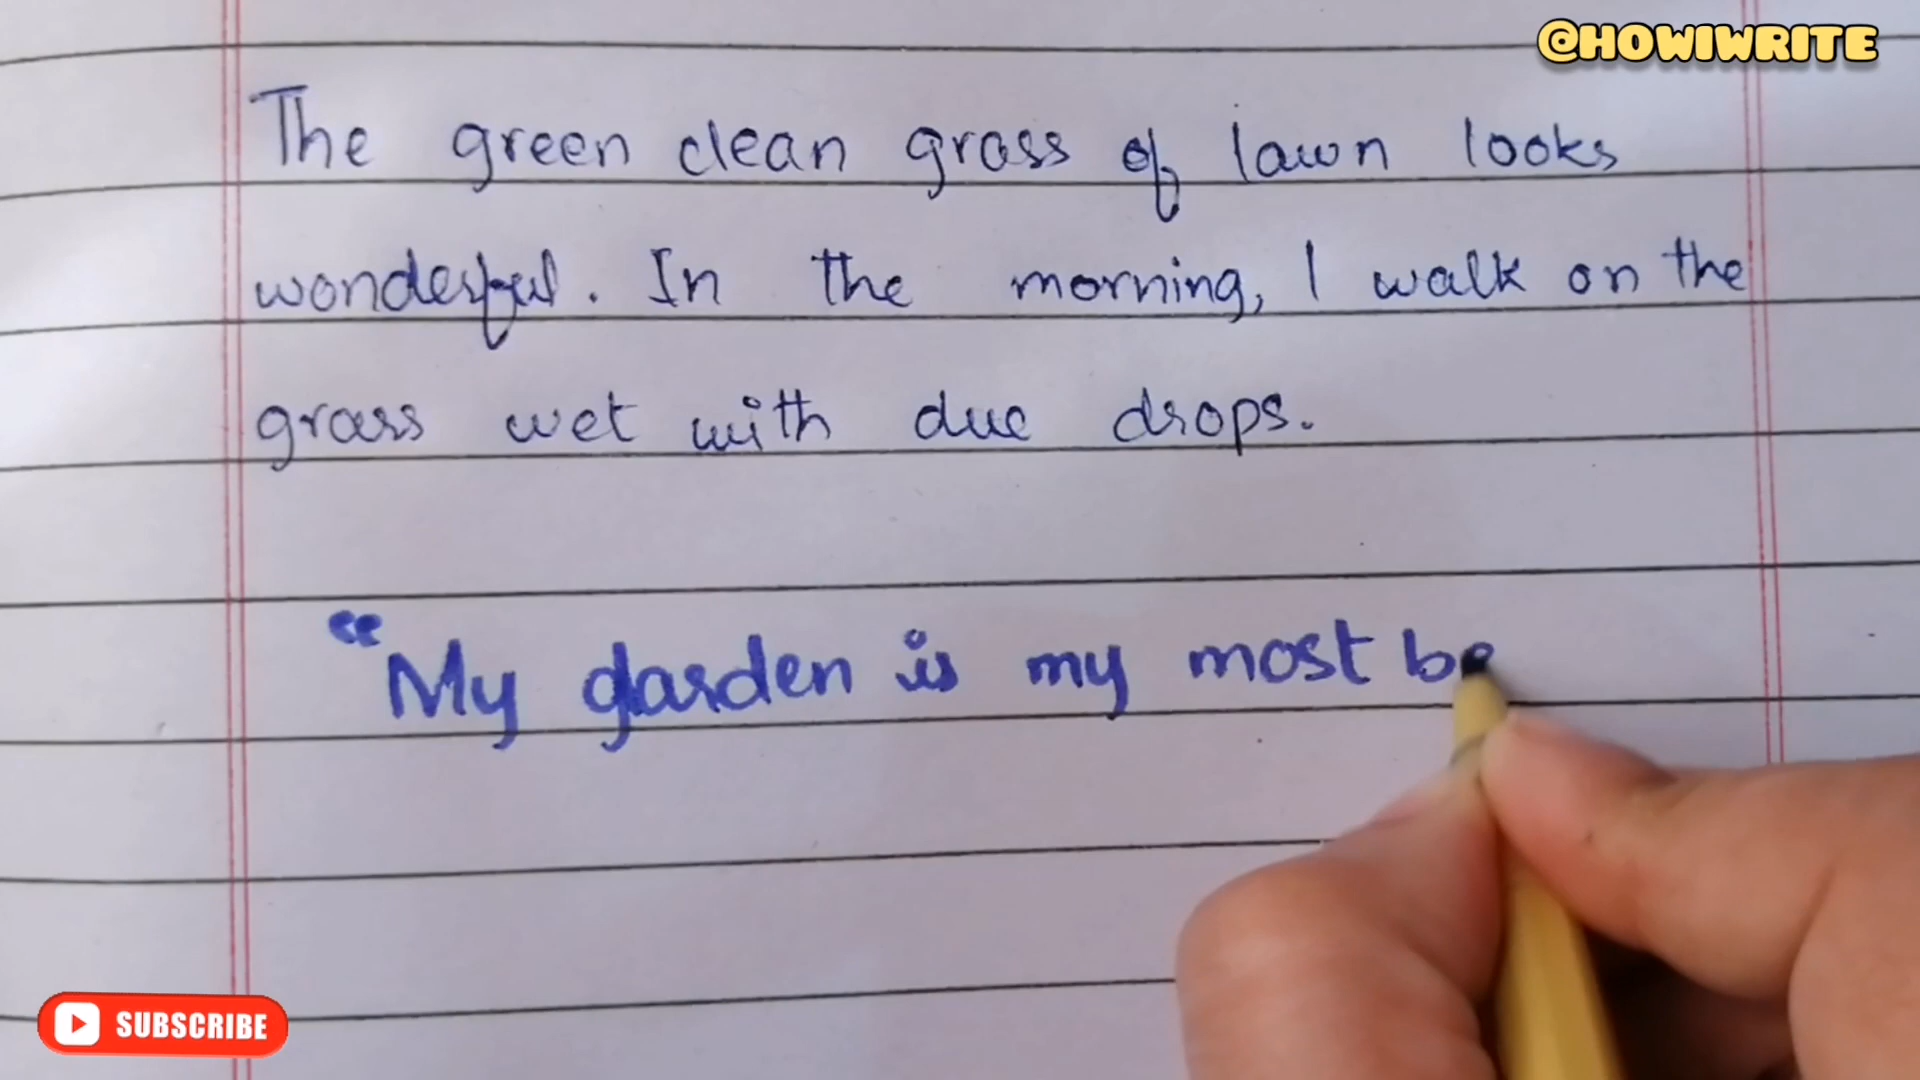 @HOWIWRITE
The green clean grass of lawn looks
wonderful. In the morning, I walk on the
grass wet with due drops.
"My garden is my most be
SUBSCRIBE